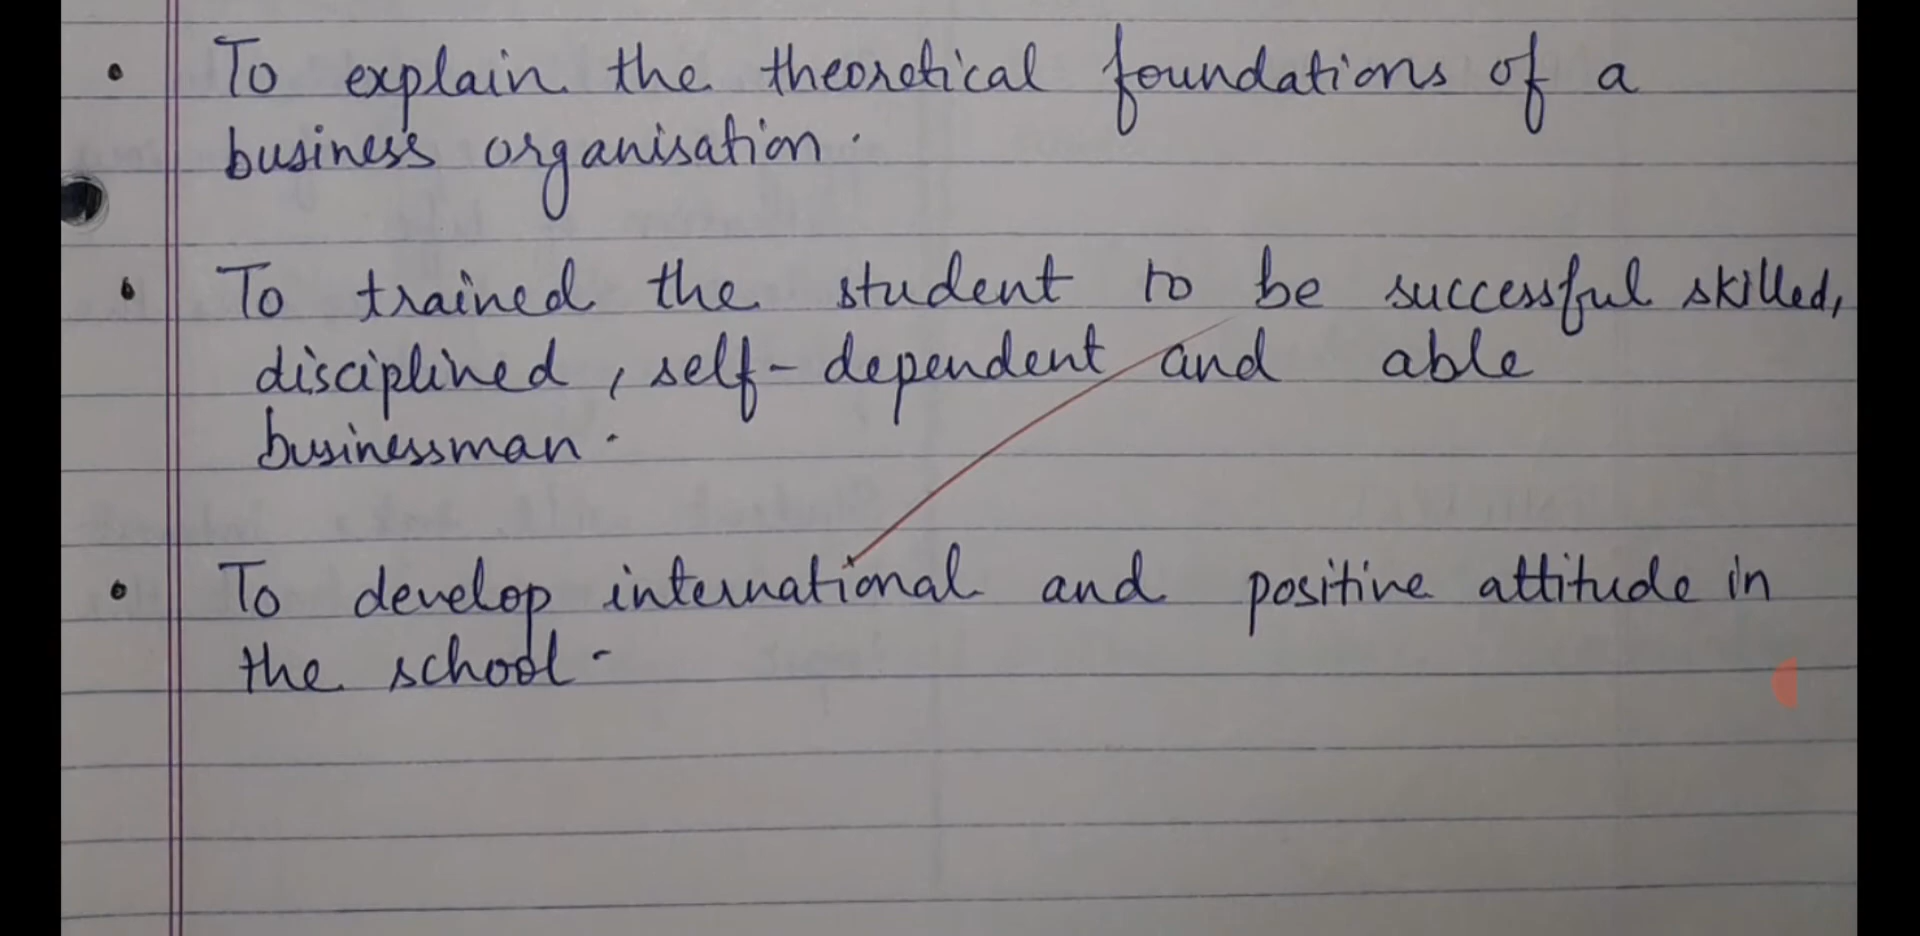 • To explain the theoretical foundations of a
business organisation.
• To trained the student to be successful skilled,
disciplined, self-dependent and able
businessman.
• To develop international and positive attitude in
the school.